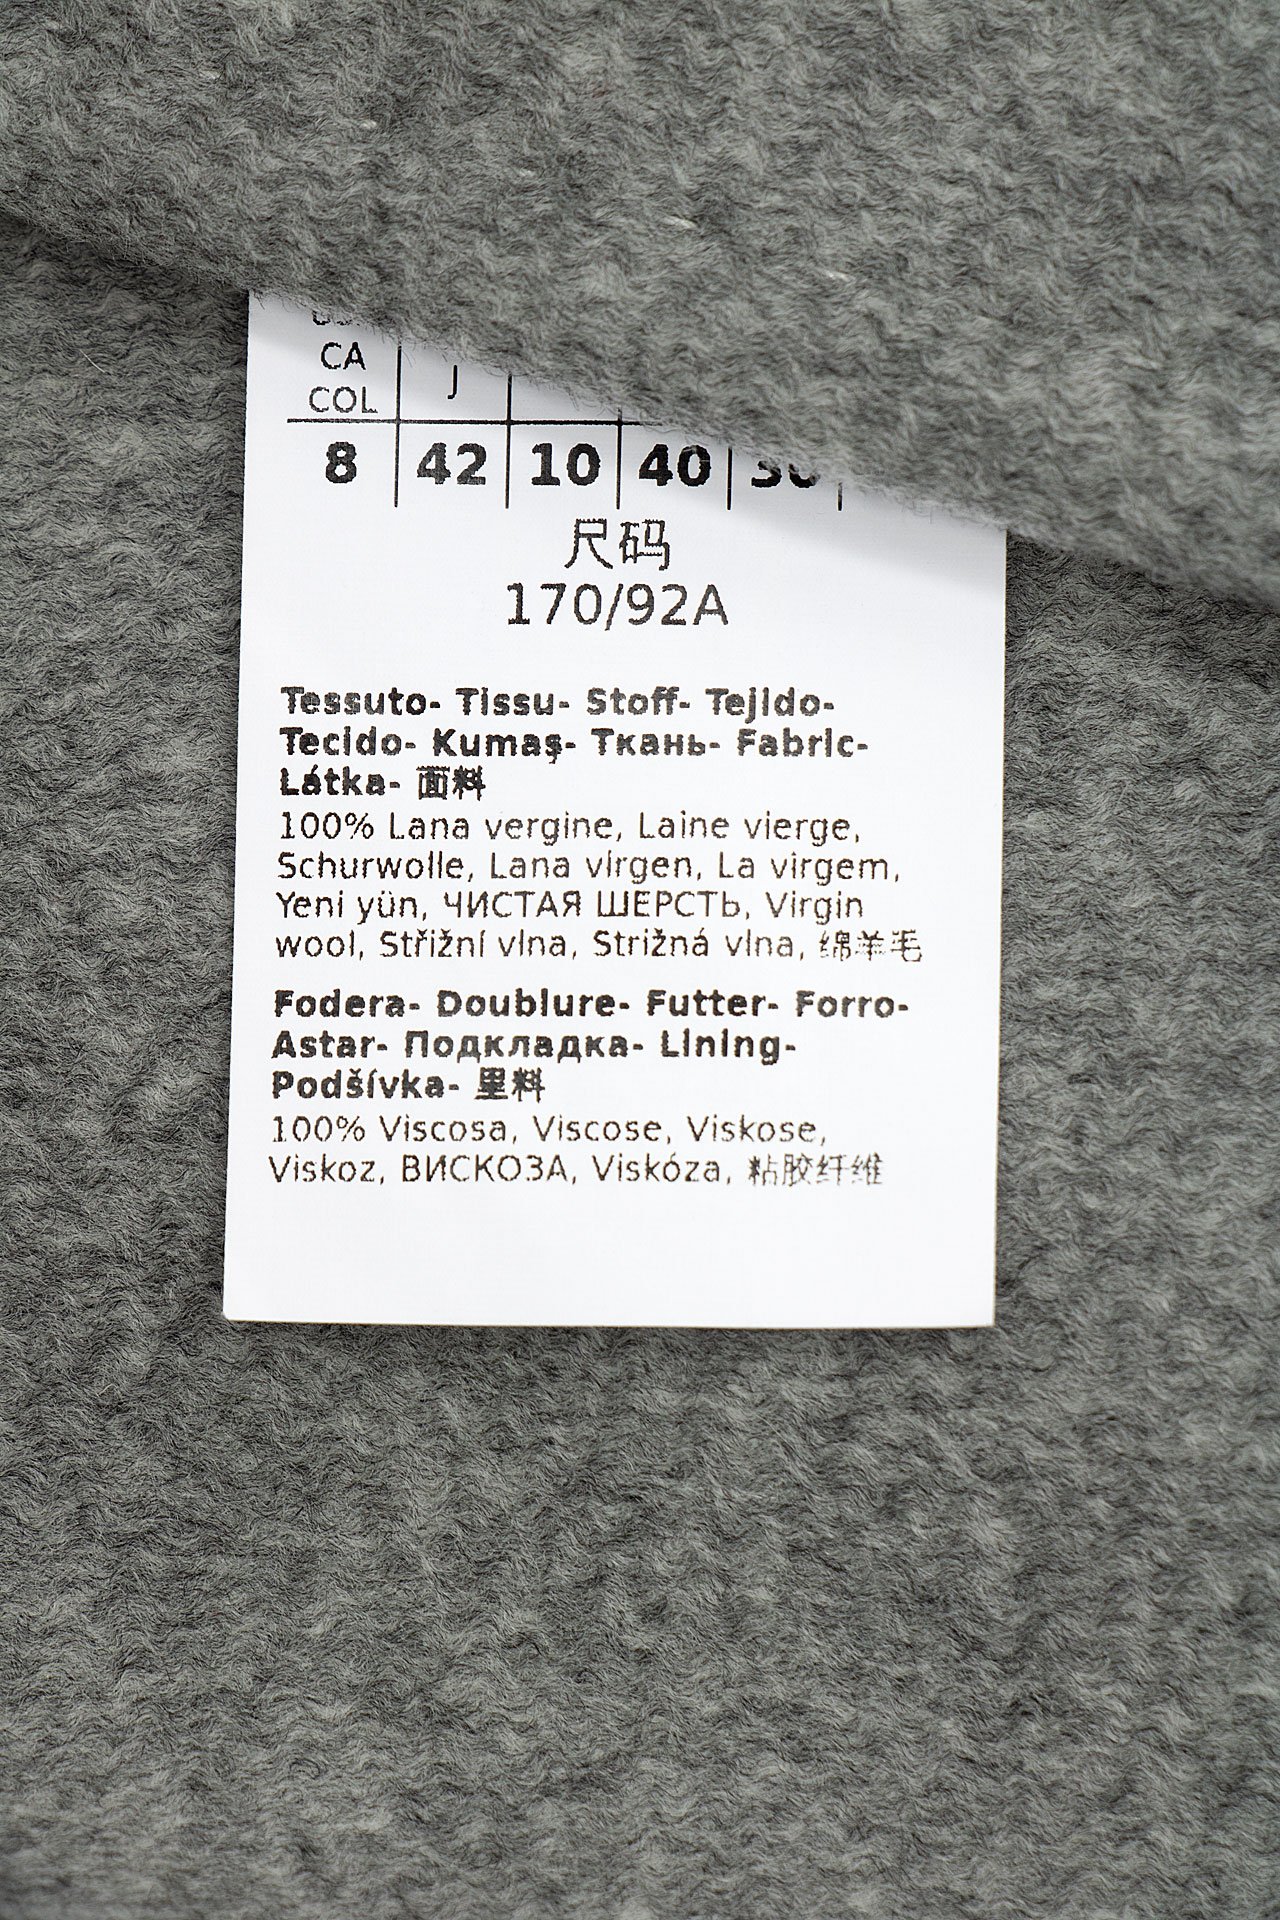 CA
COL J
8 42 10 40
尺码
170/92A
Tessuto- Tissu- Stoff- Tejido-
Tecido- Kumaş- Ткань- Fabric-
Látka- 面料
100% Lana vergine, Laine vierge,
Schurwolle, Lana virgen, La virgem,
Yeni yün, ЧИСТАЯ ШЕРСТЬ, Virgin
wool, Střižní vlna, Strižná vlna, 绵羊毛
Fodera- Doublure- Futter- Forro-
Astar- Подкладка- Lining-
Podšívka- 里料
100% Viscosa, Viscose, Viskose,
Viskoz, ВИСКОЗА, Viskóza, 粘胶纤维